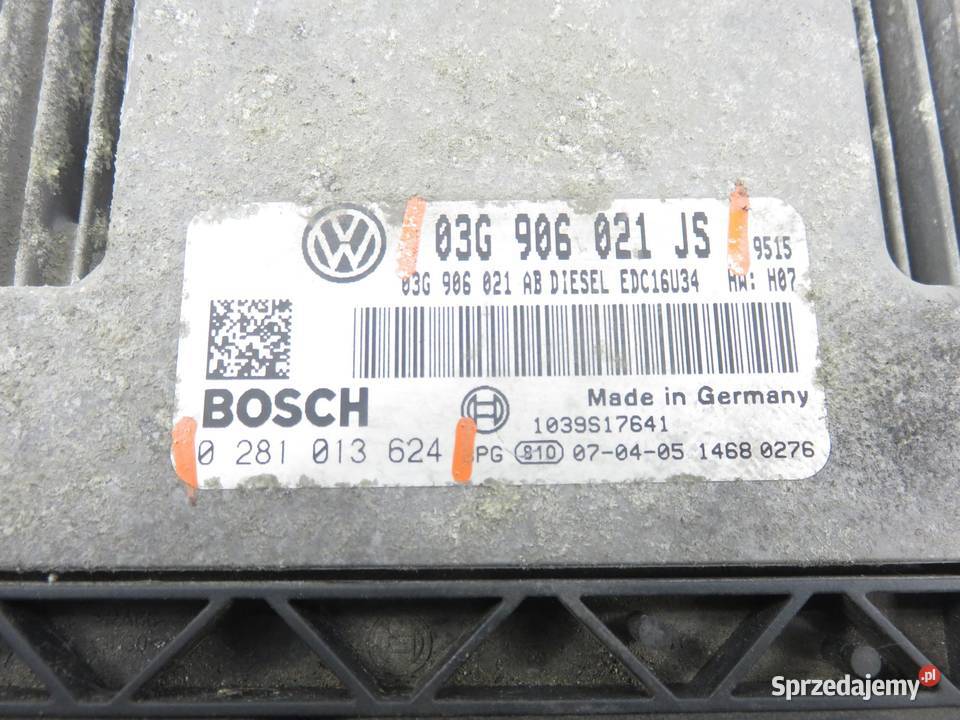 03G 906 021 JS 9515
03G 906 021 AB DIESEL EDC16U34 HW: H07
BOSCH
Made in Germany
1039S17641
0 281 013 624 PG 810 07-04-05 1468 0276
Sprzedajemy.pl